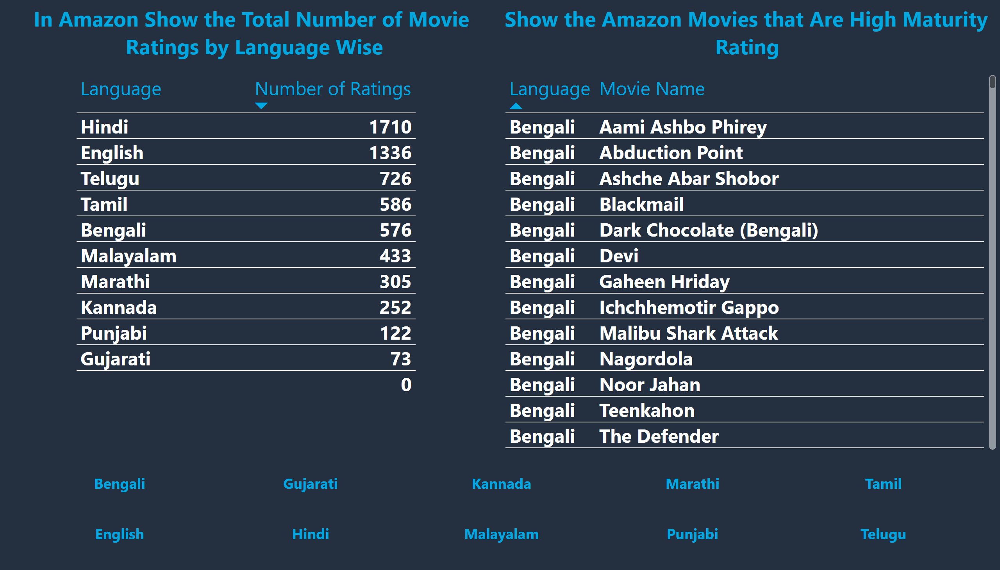 In Amazon Show the Total Number of Movie
Ratings by Language Wise
Language Number of Ratings
Hindi 1710
English 1336
Telugu 726
Tamil 586
Bengali 576
Malayalam 433
Marathi 305
Kannada 252
Punjabi 122
Gujarati 73
0
Show the Amazon Movies that Are High Maturity
Rating
Language Movie Name
Bengali Aami Ashbo Phirey
Bengali Abduction Point
Bengali Ashche Abar Shobor
Bengali Blackmail
Bengali Dark Chocolate (Bengali)
Bengali Devi
Bengali Gaheen Hriday
Bengali Ichchhemotir Gappo
Bengali Malibu Shark Attack
Bengali Nagordola
Bengali Noor Jahan
Bengali Teenkahon
Bengali The Defender
Bengali Gujarati Kannada Marathi Tamil
English Hindi Malayalam Punjabi Telugu